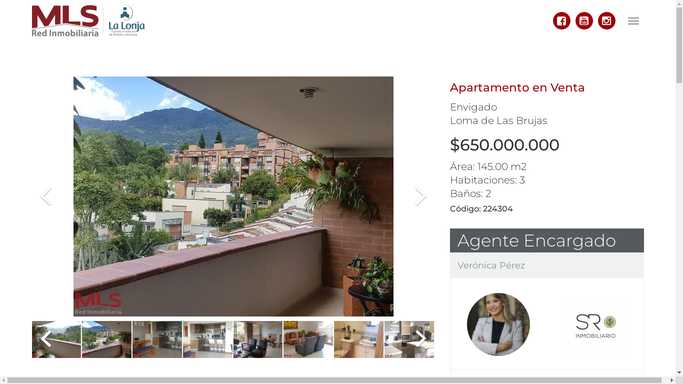 MLS
Red Inmobiliaria
La Lonja
Apartamento en Venta
Envigado
Loma de Las Brujas
$650.000.000
Área: 145.00 m2
Habitaciones: 3
Baños: 2
Código: 224304
Agente Encargado
Verónica Pérez
MLS
Red Inmobiliaria
SR
INMOBILIARIO